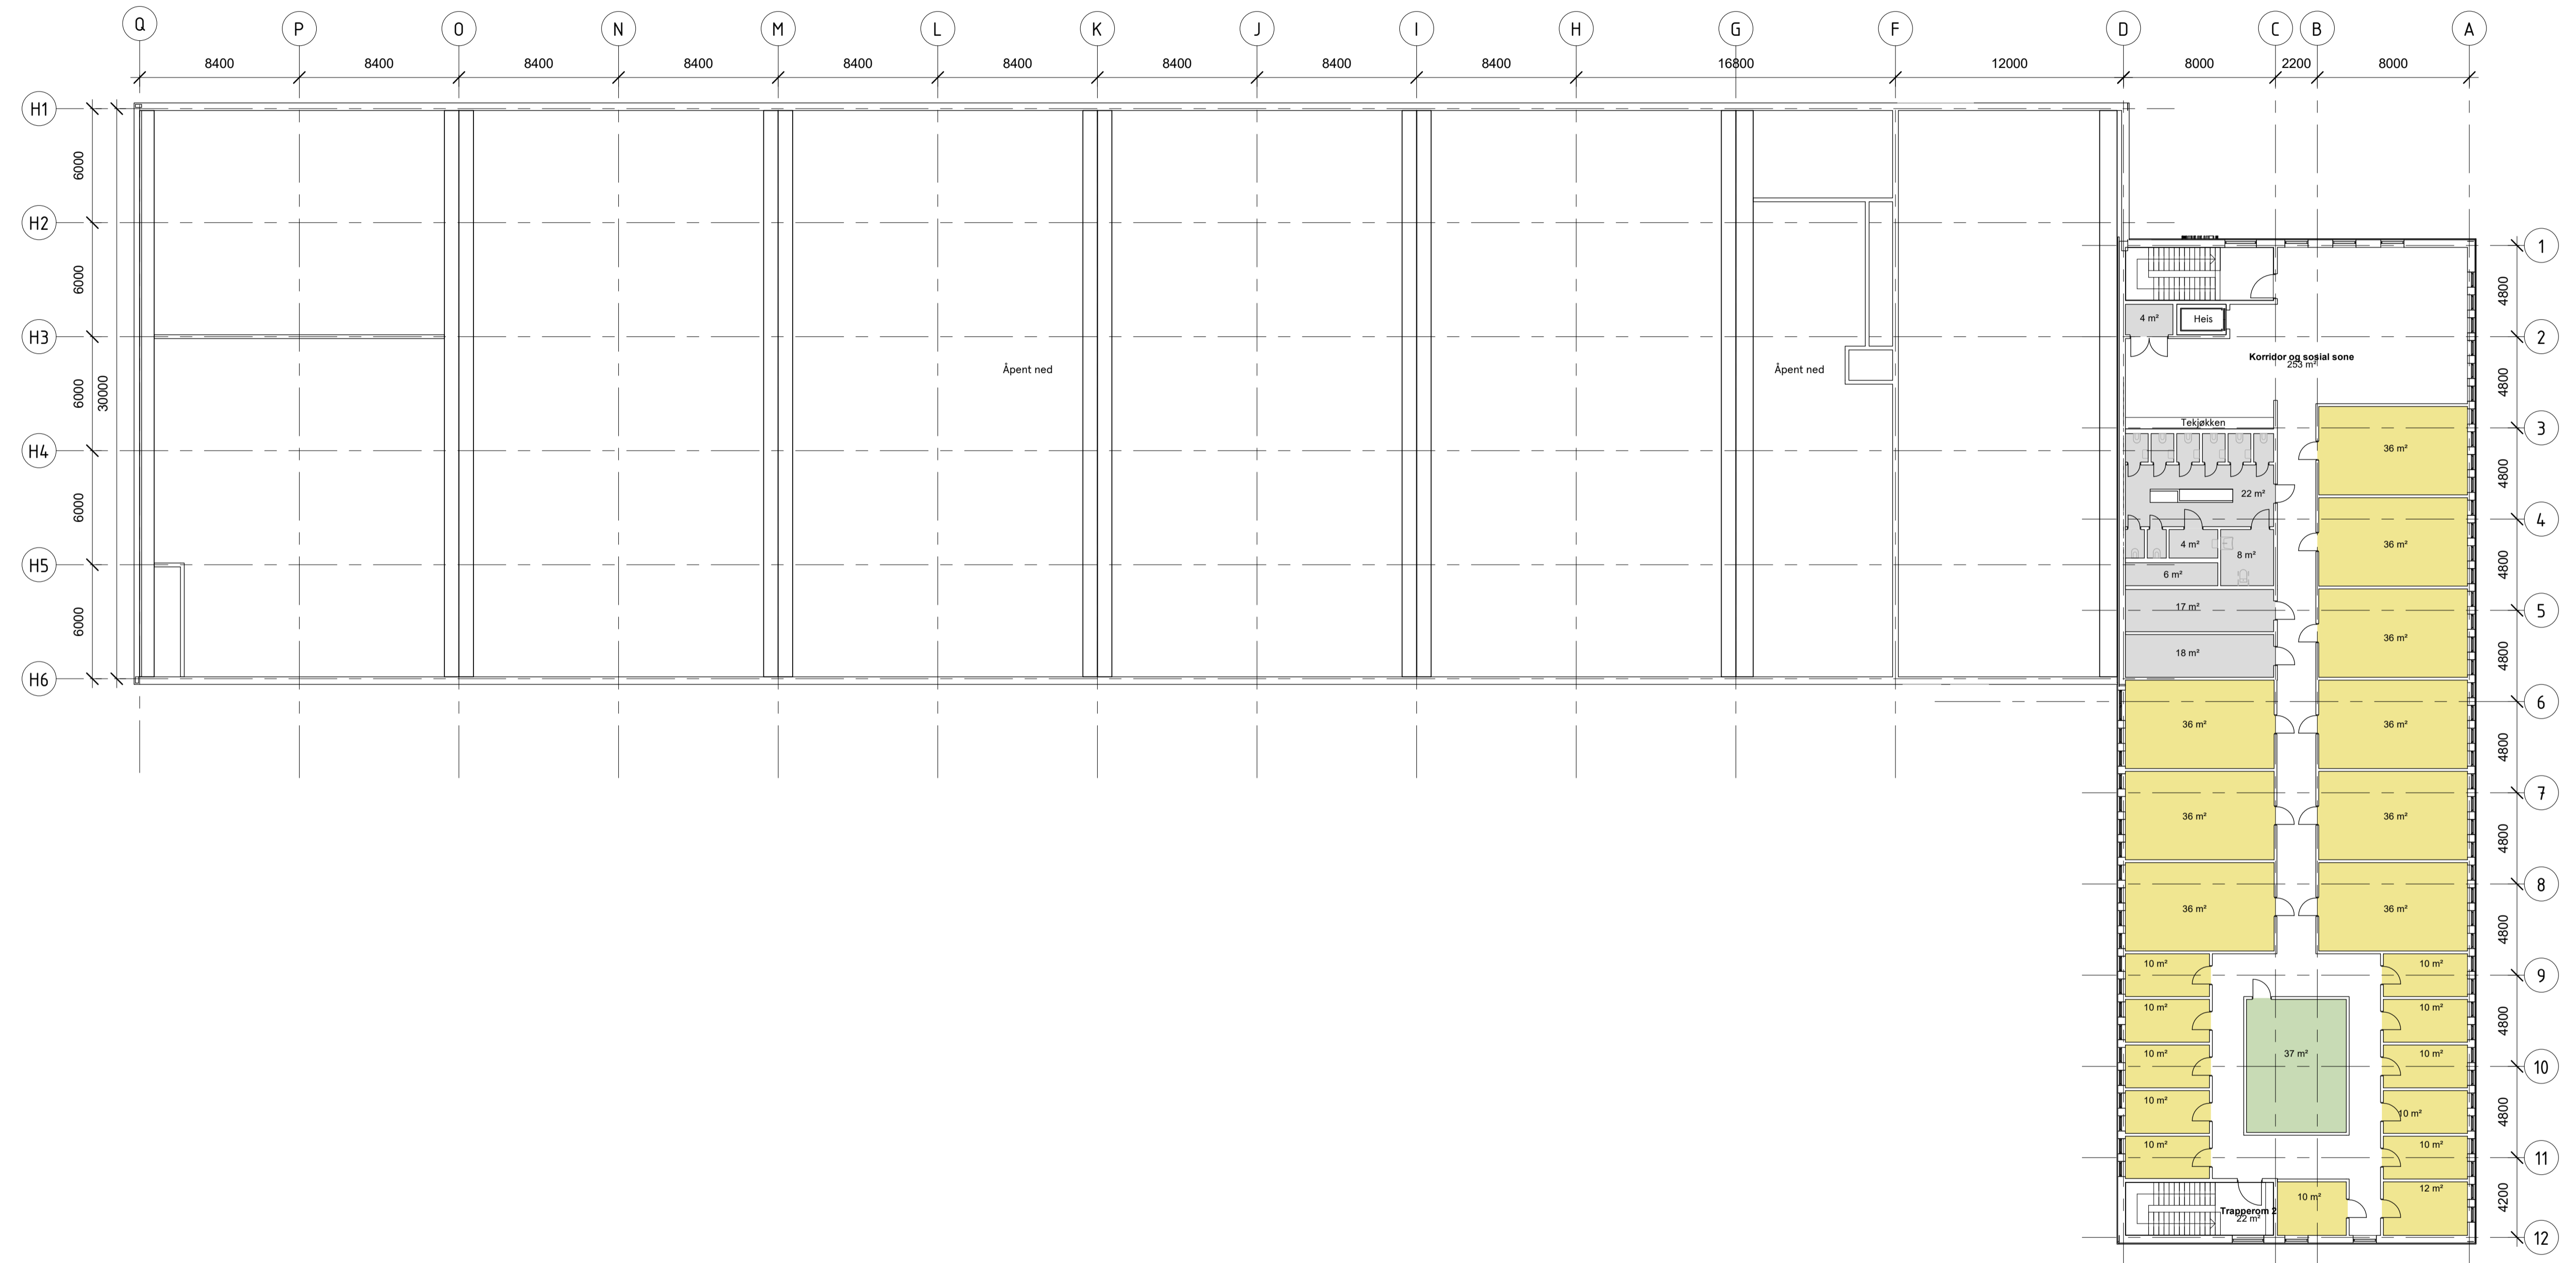 Q P O N M L K J I H G F D C B A
8400 8400 8400 8400 8400 8400 8400 8400 8400 16800 12000 8000 2200 8000
H1
6000
H2
6000
H3
6000
30000
H4
6000
H5
6000
H6
Åpent ned
Åpent ned
1
4800
2
4800
3
4800
4
4800
5
4800
6
4800
7
4800
8
4800
9
4800
10
4800
11
4200
12
4 m²
Heis
Korridor og sosial sone
253 m²
Tekjøkken
36 m²
22 m²
4 m²
36 m²
8 m²
6 m²
17 m²
36 m²
18 m²
36 m²
36 m²
36 m²
36 m²
36 m²
36 m²
10 m²
10 m²
10 m²
10 m²
10 m²
37 m²
10 m²
10 m²
10 m²
10 m²
10 m²
12 m²
10 m²
Trapperom 2
22 m²